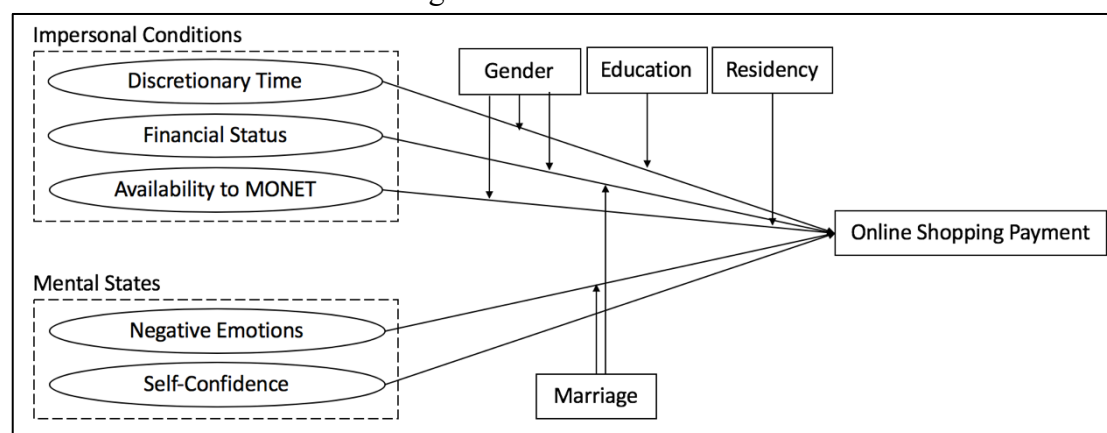 Impersonal Conditions
Discretionary Time
Financial Status
Availability to MONET
Gender
Education
Residency
Online Shopping Payment
Mental States
Negative Emotions
Self-Confidence
Marriage